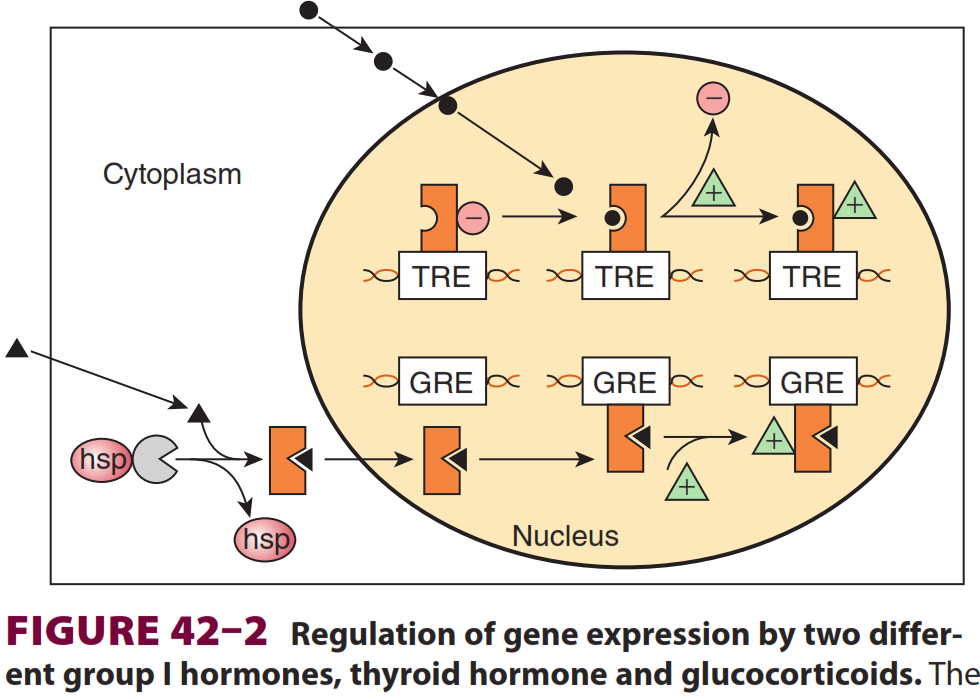 Cytoplasm
−
+
− +
TRE TRE TRE
GRE GRE GRE
hsp
+
+
hsp
Nucleus
FIGURE 42–2 Regulation of gene expression by two differ-
ent group I hormones, thyroid hormone and glucocorticoids. The